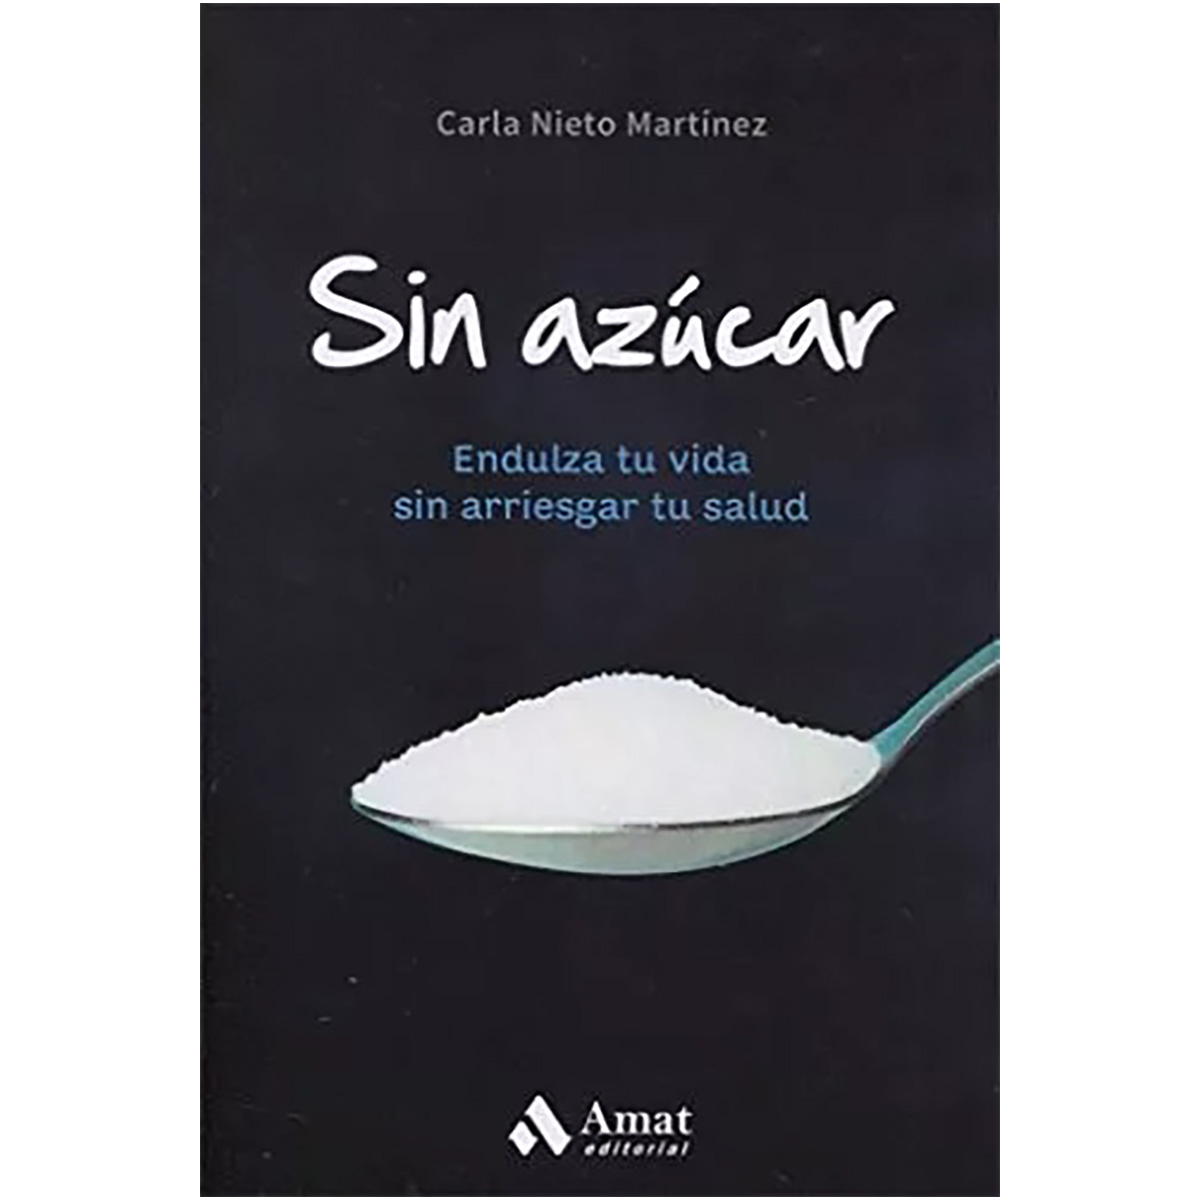 Carla Nieto Martínez
Sin azúcar
Endulza tu vida
sin arriesgar tu salud
Amat
editorial